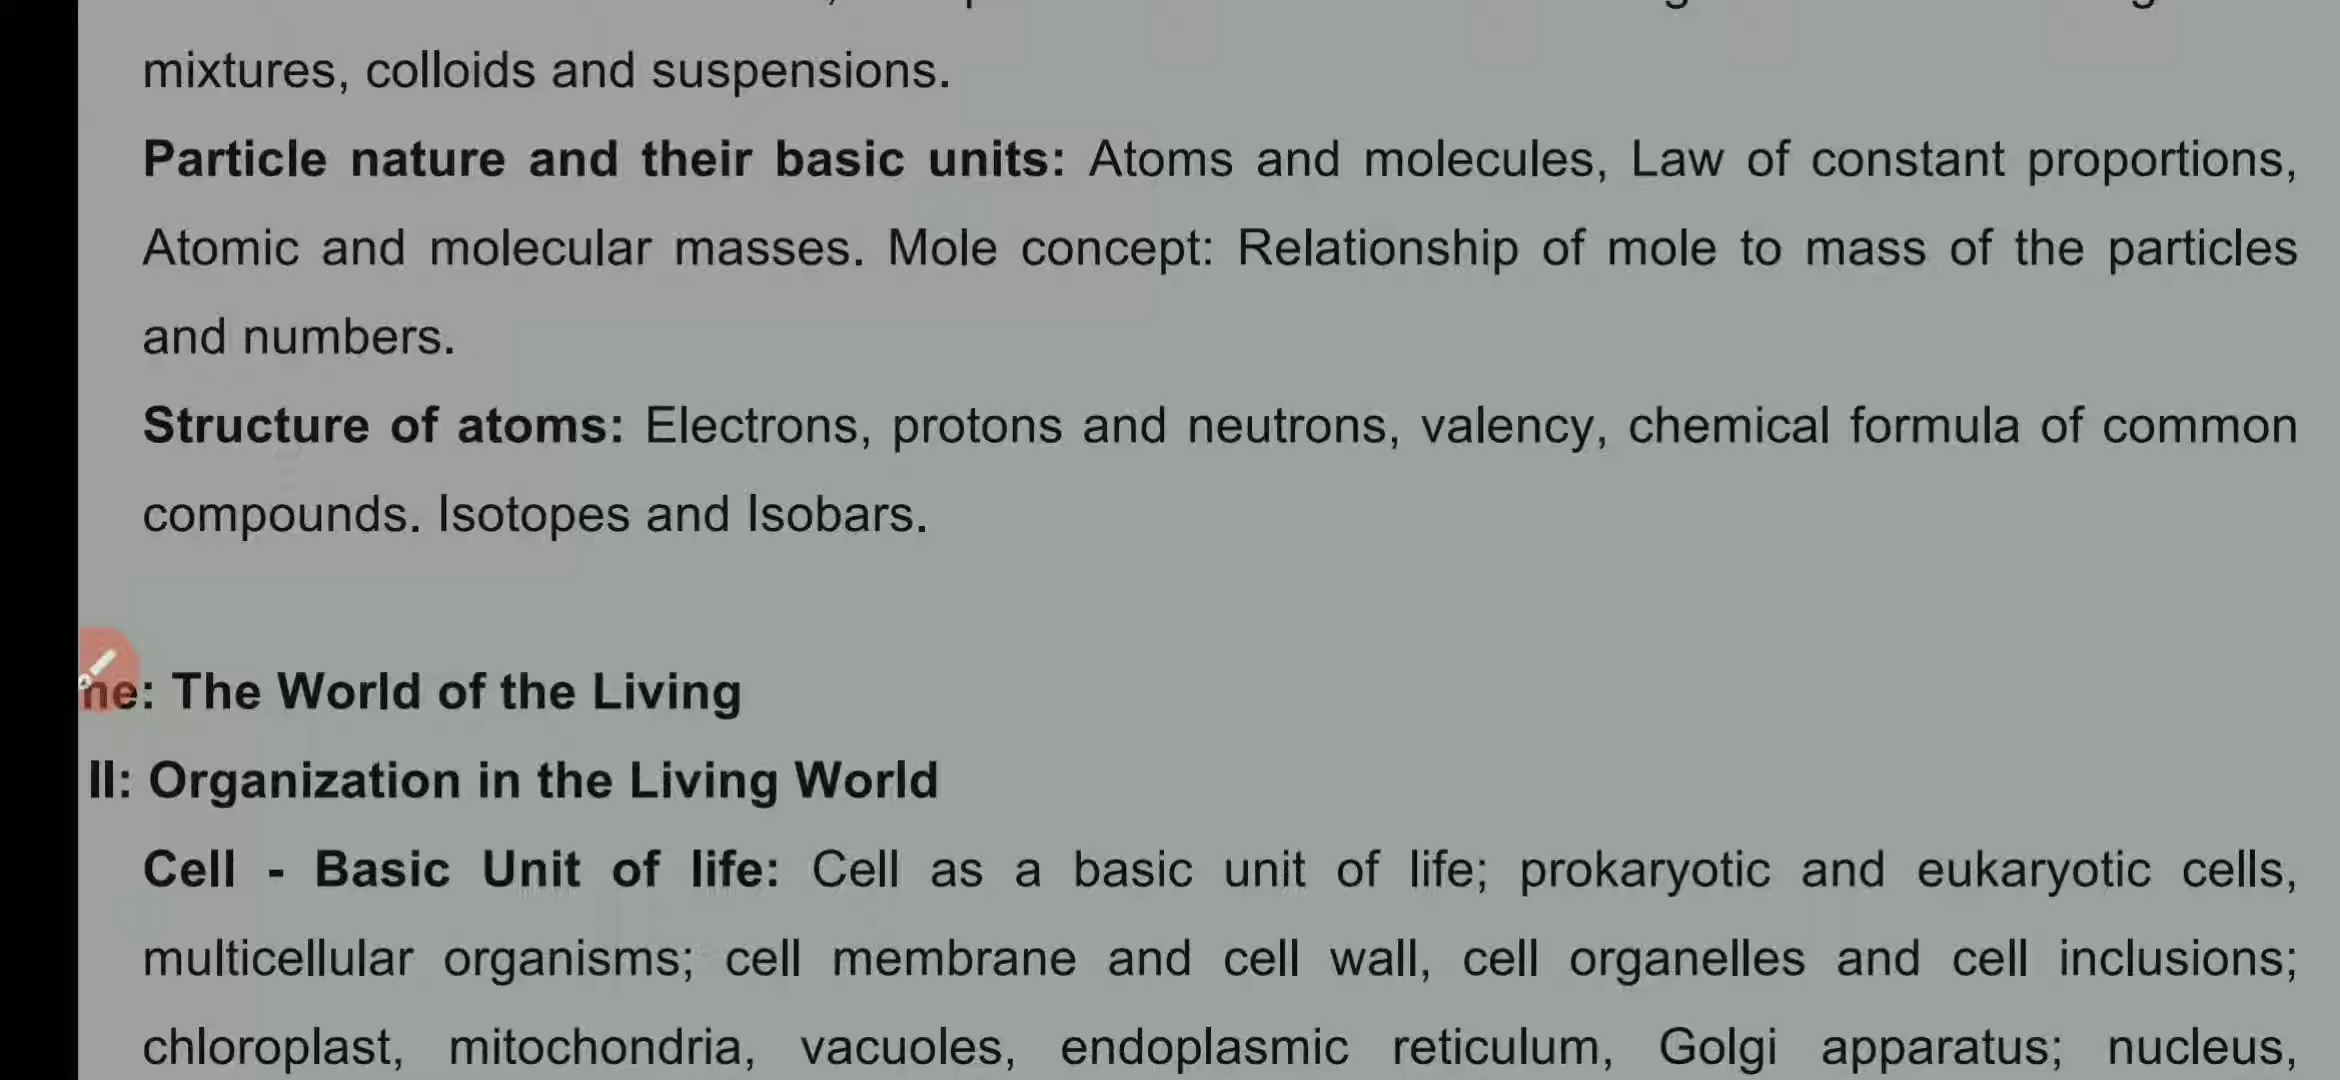 mixtures, colloids and suspensions.
Particle nature and their basic units: Atoms and molecules, Law of constant proportions,
Atomic and molecular masses. Mole concept: Relationship of mole to mass of the particles
and numbers.
Structure of atoms: Electrons, protons and neutrons, valency, chemical formula of common
compounds. Isotopes and Isobars.
: The World of the Living
II: Organization in the Living World
Cell - Basic Unit of life: Cell as a basic unit of life; prokaryotic and eukaryotic cells,
multicellular organisms; cell membrane and cell wall, cell organelles and cell inclusions;
chloroplast, mitochondria, vacuoles, endoplasmic reticulum, Golgi apparatus; nucleus,